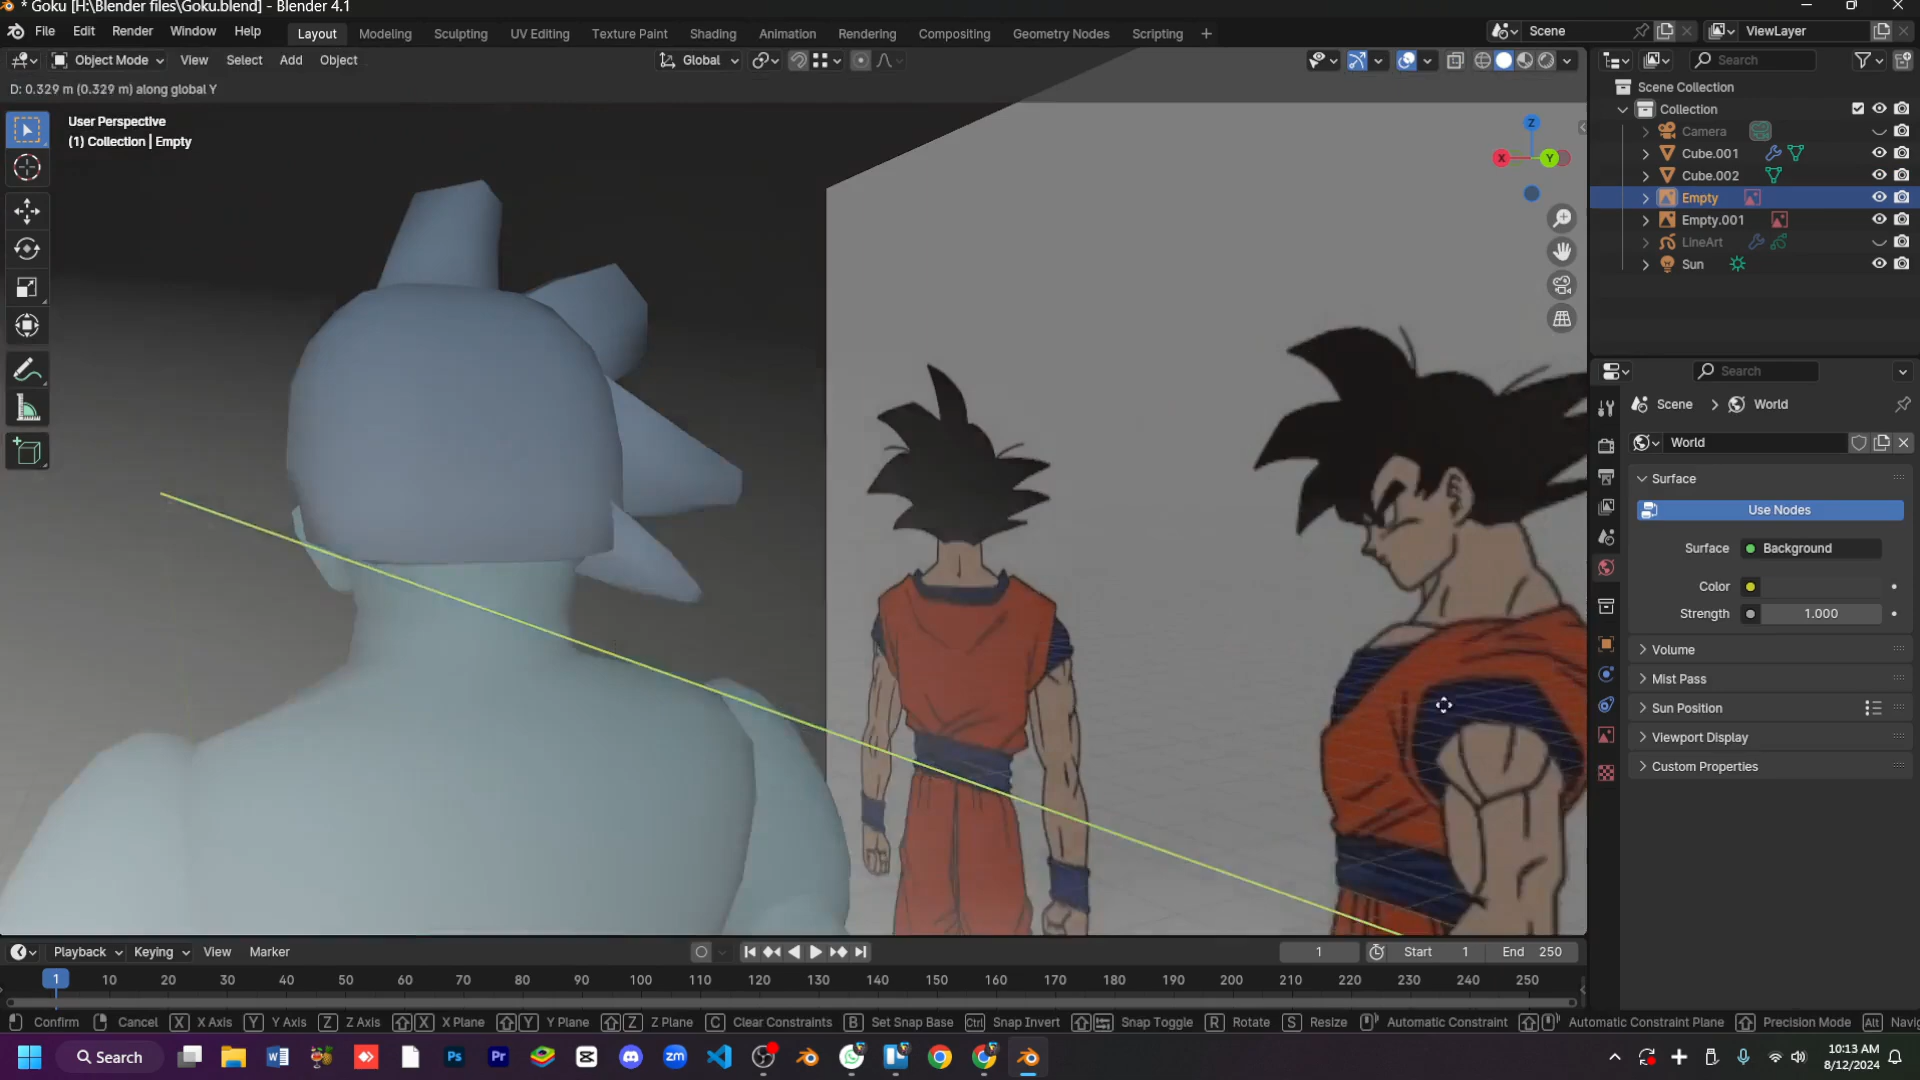 * Goku [H:\Blender files\Goku.blend] - Blender 4.1
File Edit Render Window Help Layout Modeling Sculpting UV Editing Texture Paint Shading Animation Rendering Compositing Geometry Nodes Scripting + Scene ViewLayer
Object Mode View Select Add Object Global Search
D: 0.329 m (0.329 m) along global Y
User Perspective
(1) Collection | Empty
Z
X
Y
Scene Collection
Collection
Camera
Cube.001
Cube.002
Empty
Empty.001
LineArt
Sun
Search
Scene > World
World
Surface
Use Nodes
Surface Background
Color
Strength 1.000
Volume
Mist Pass
Sun Position
Viewport Display
Custom Properties
Playback Keying View Marker 1 Start 1 End 250
1 10 20 30 40 50 60 70 80 90 100 110 120 130 140 150 160 170 180 190 200 210 220 230 240 250
Confirm Cancel X X Axis Y Y Axis Z Z Axis X X Plane Y Y Plane Z Z Plane C Clear Constraints B Set Snap Base Ctrl Snap Invert Snap Toggle R Rotate S Resize Automatic Constraint Automatic Constraint Plane Precision Mode Alt Navig
Search W Ps Pr zm 10:13 AM
8/12/2024